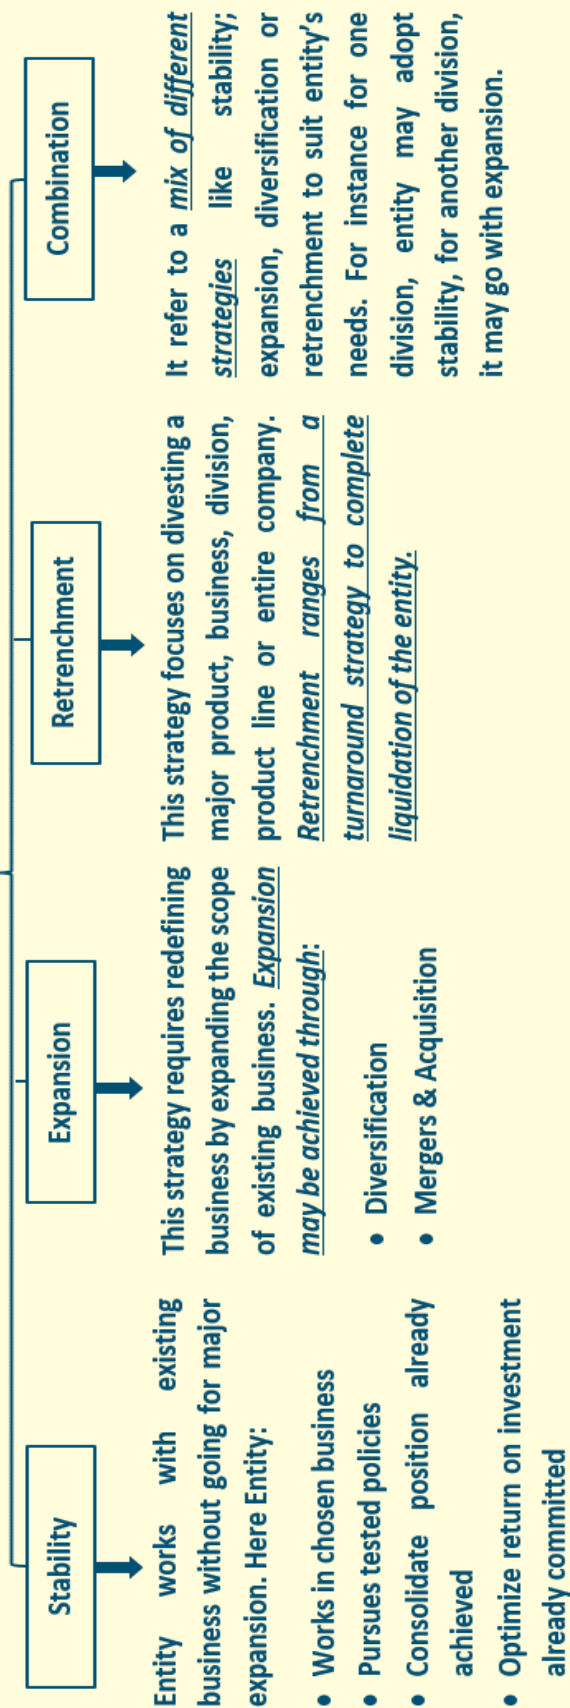 Stability
Entity works with existing
business without going for major
expansion. Here Entity:
• Works in chosen business
• Pursues tested policies
• Consolidate position already
achieved
• Optimize return on investment
already committed
Expansion
This strategy requires redefining
business by expanding the scope
of existing business. Expansion
may be achieved through:
• Diversification
• Mergers & Acquisition
Retrenchment
This strategy focuses on divesting a
major product, business, division,
product line or entire company.
Retrenchment ranges from a
turnaround strategy to complete
liquidation of the entity.
Combination
It refer to a mix of different
strategies like stability;
expansion, diversification or
retrenchment to suit entity's
needs. For instance for one
division, entity may adopt
stability, for another division,
it may go with expansion.